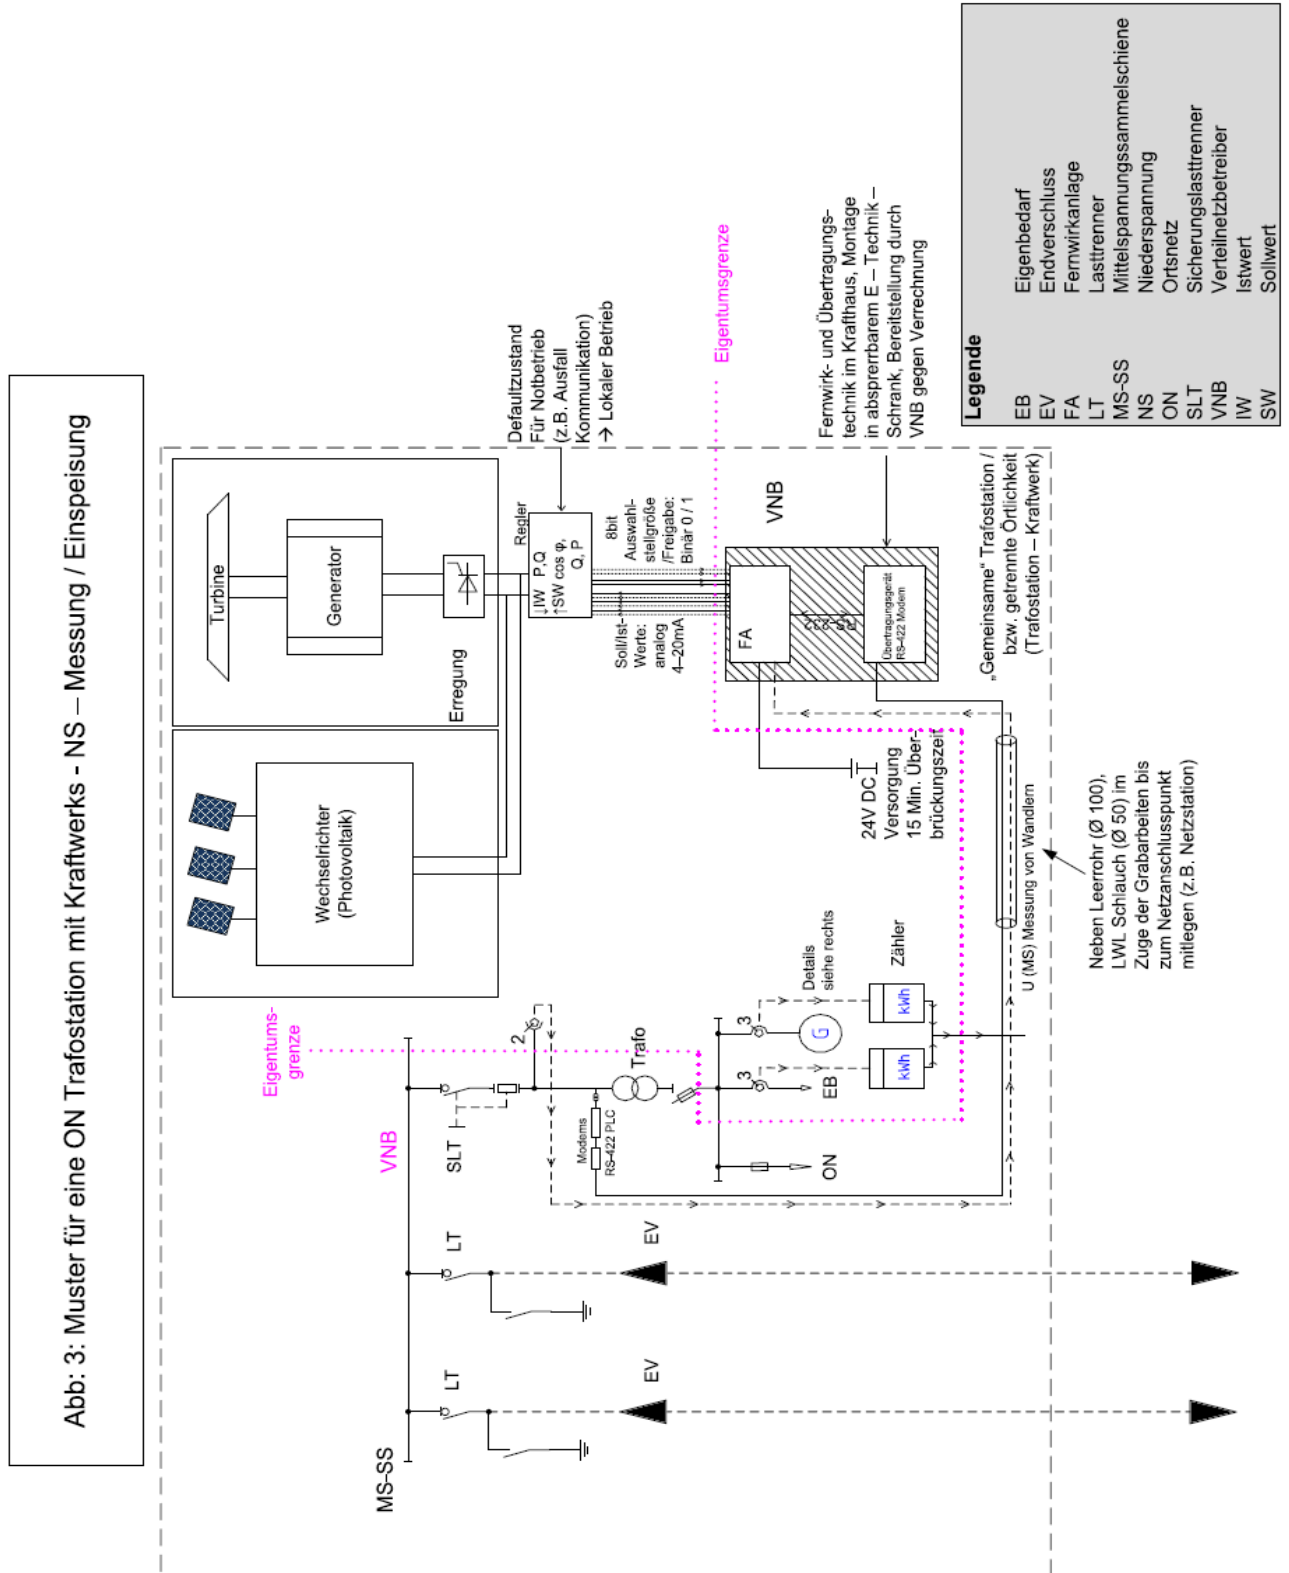 Abb: 3: Muster für eine ON Trafostation mit Kraftwerks - NS – Messung / Einspeisung
MS-SS
VNB
LT
LT
SLT
EV
EV
Eigentums-
grenze
2
Modems
RS-422 PLC
Trafo
ON
3
EB
3
G
Details
siehe rechts
kWh
kWh
Zähler
U (MS) Messung von Wandlern
Wechselrichter
(Photovoltaik)
Turbine
Generator
Erregung
Regler
↓IW P,Q
↑SW cos φ,
Q, P
Defaultzustand
Für Notbetrieb
(z.B. Ausfall
Kommunikation)
→ Lokaler Betrieb
Soll/Ist-
Werte:
analog
4–20mA
8bit
Auswahl-
stellgröße
/Freigabe:
Binär 0 / 1
Eigentumsgrenze
FA
RS-232
Übertragungsgerät
RS-422 Modem
VNB
24V DC
Versorgung
15 Min. Über-
brückungszeit
Fernwirk- und Übertragungs-
technik im Krafthaus, Montage
in absprerrbarem E – Technik –
Schrank, Bereitstellung durch
VNB gegen Verrechnung
„Gemeinsame“ Trafostation /
bzw. getrennte Örtlichkeit
(Trafostation – Kraftwerk)
Neben Leerrohr (Ø 100),
LWL Schlauch (Ø 50) im
Zuge der Grabarbeiten bis
zum Netzanschlusspunkt
mitlegen (z.B. Netzstation)
Legende
EB Eigenbedarf
EV Endverschluss
FA Fernwirkanlage
LT Lasttrenner
MS-SS Mittelspannungssammelschiene
NS Niederspannung
ON Ortsnetz
SLT Sicherungslasttrenner
VNB Verteilnetzbetreiber
IW Istwert
SW Sollwert